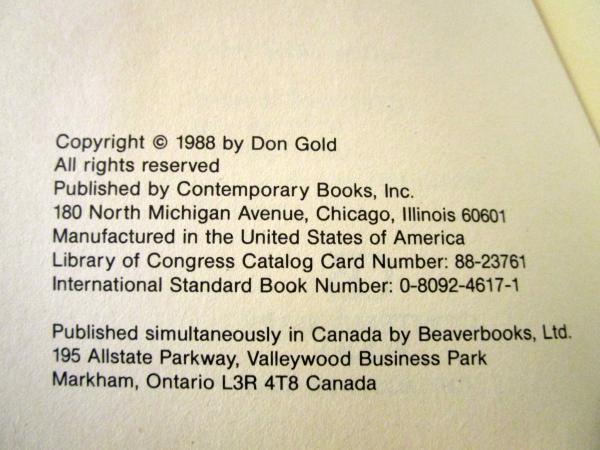 Copyright © 1988 by Don Gold
All rights reserved
Published by Contemporary Books, Inc.
180 North Michigan Avenue, Chicago, Illinois 60601
Manufactured in the United States of America
Library of Congress Catalog Card Number: 88-23761
International Standard Book Number: 0-8092-4617-1
Published simultaneously in Canada by Beaverbooks, Ltd.
195 Allstate Parkway, Valleywood Business Park
Markham, Ontario L3R 4T8 Canada